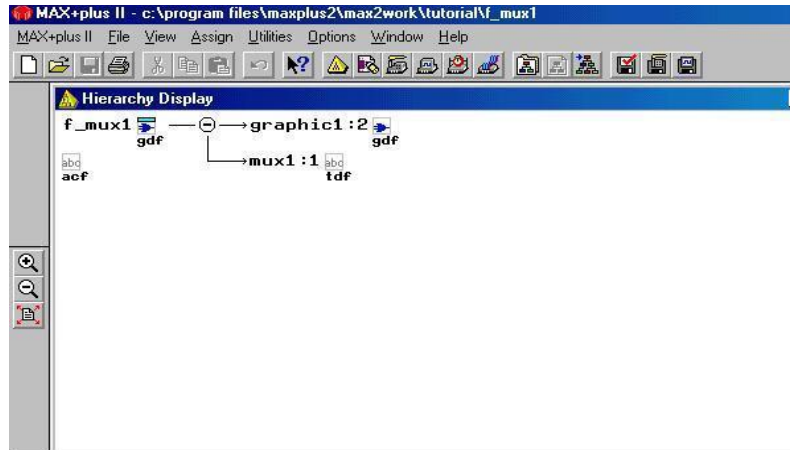 MAX+plus II - c:\program files\maxplus2\max2work\tutorial\f_mux1
MAX+plus II File View Assign Utilities Options Window Help
Hierarchy Display
f_mux1 graphic1:2
gdf gdf
abc mux1:1 abc
acf tdf